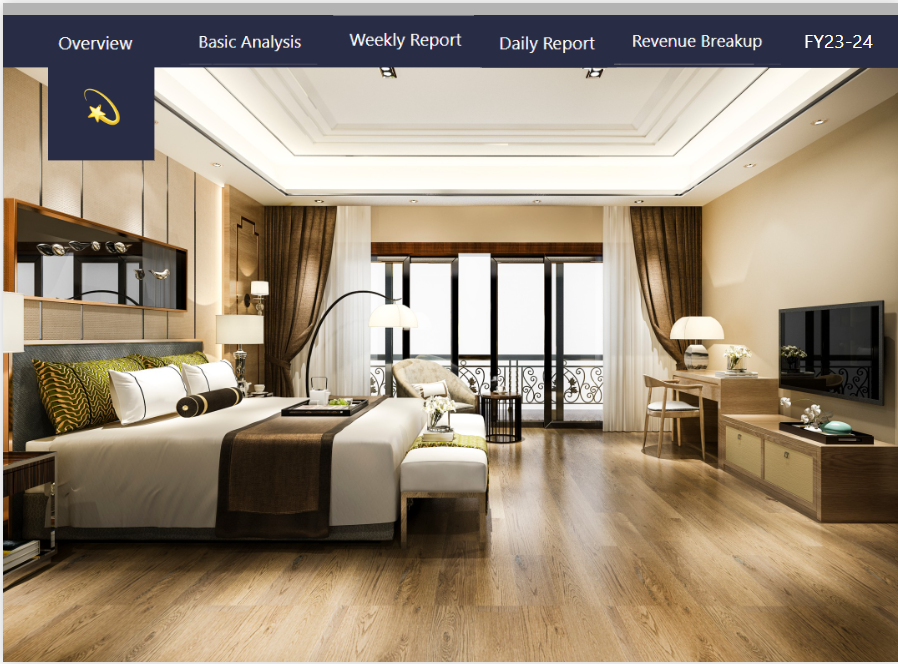 Overview
Basic Analysis
Weekly Report
Daily Report
Revenue Breakup
FY23-24